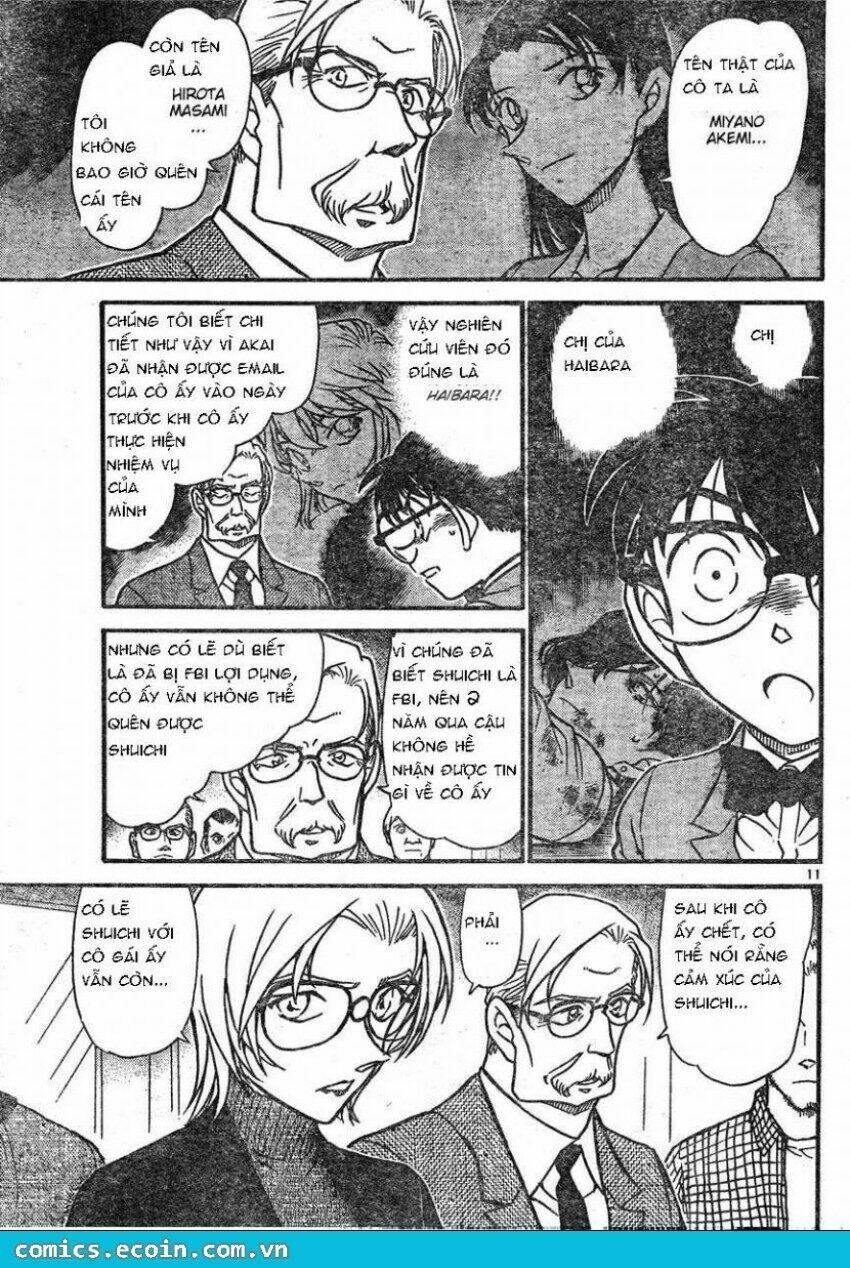 TÊN THẬT CỦA
CÔ TA LÀ
MIYANO
AKEMI...
CÒN TÊN
GIẢ LÀ
HIROTA
MASAMI
...
TÔI
KHÔNG
BAO GIỜ QUÊN
CÁI TÊN
ẤY
CHỊ
CHỊ CỦA
HAIBARA
VẬY NGHIÊN
CỨU VIÊN ĐÓ
ĐÚNG LÀ
HAIBARA!!
CHÚNG TÔI BIẾT CHI
TIẾT NHƯ VẬY VÌ AKAI
ĐÃ NHẬN ĐƯỢC EMAIL
CỦA CÔ ẤY VÀO NGÀY
TRƯỚC KHI CÔ ẤY
THỰC HIỆN
NHIỆM VỤ
CỦA
MÌNH
VÌ CHÚNG ĐÃ
BIẾT SHUICHI LÀ
FBI, NÊN 2
NĂM QUA CẬU
KHÔNG HỀ
NHẬN ĐƯỢC TIN
GÌ VỀ CÔ ẤY
NHƯNG CÓ LẼ DÙ BIẾT
LÀ ĐÃ BỊ FBI LỢI DỤNG,
CÔ ẤY VẪN KHÔNG THỂ
QUÊN ĐƯỢC
SHUICHI
11
SAU KHI CÔ
ẤY CHẾT, CÓ
THỂ NÓI RẰNG
CẢM XÚC CỦA
SHUICHI...
PHẢI
...
CÓ LẼ
SHUICHI VỚI
CÔ GÁI ẤY
VẪN CÒN...
comics.ecoin.com.vn